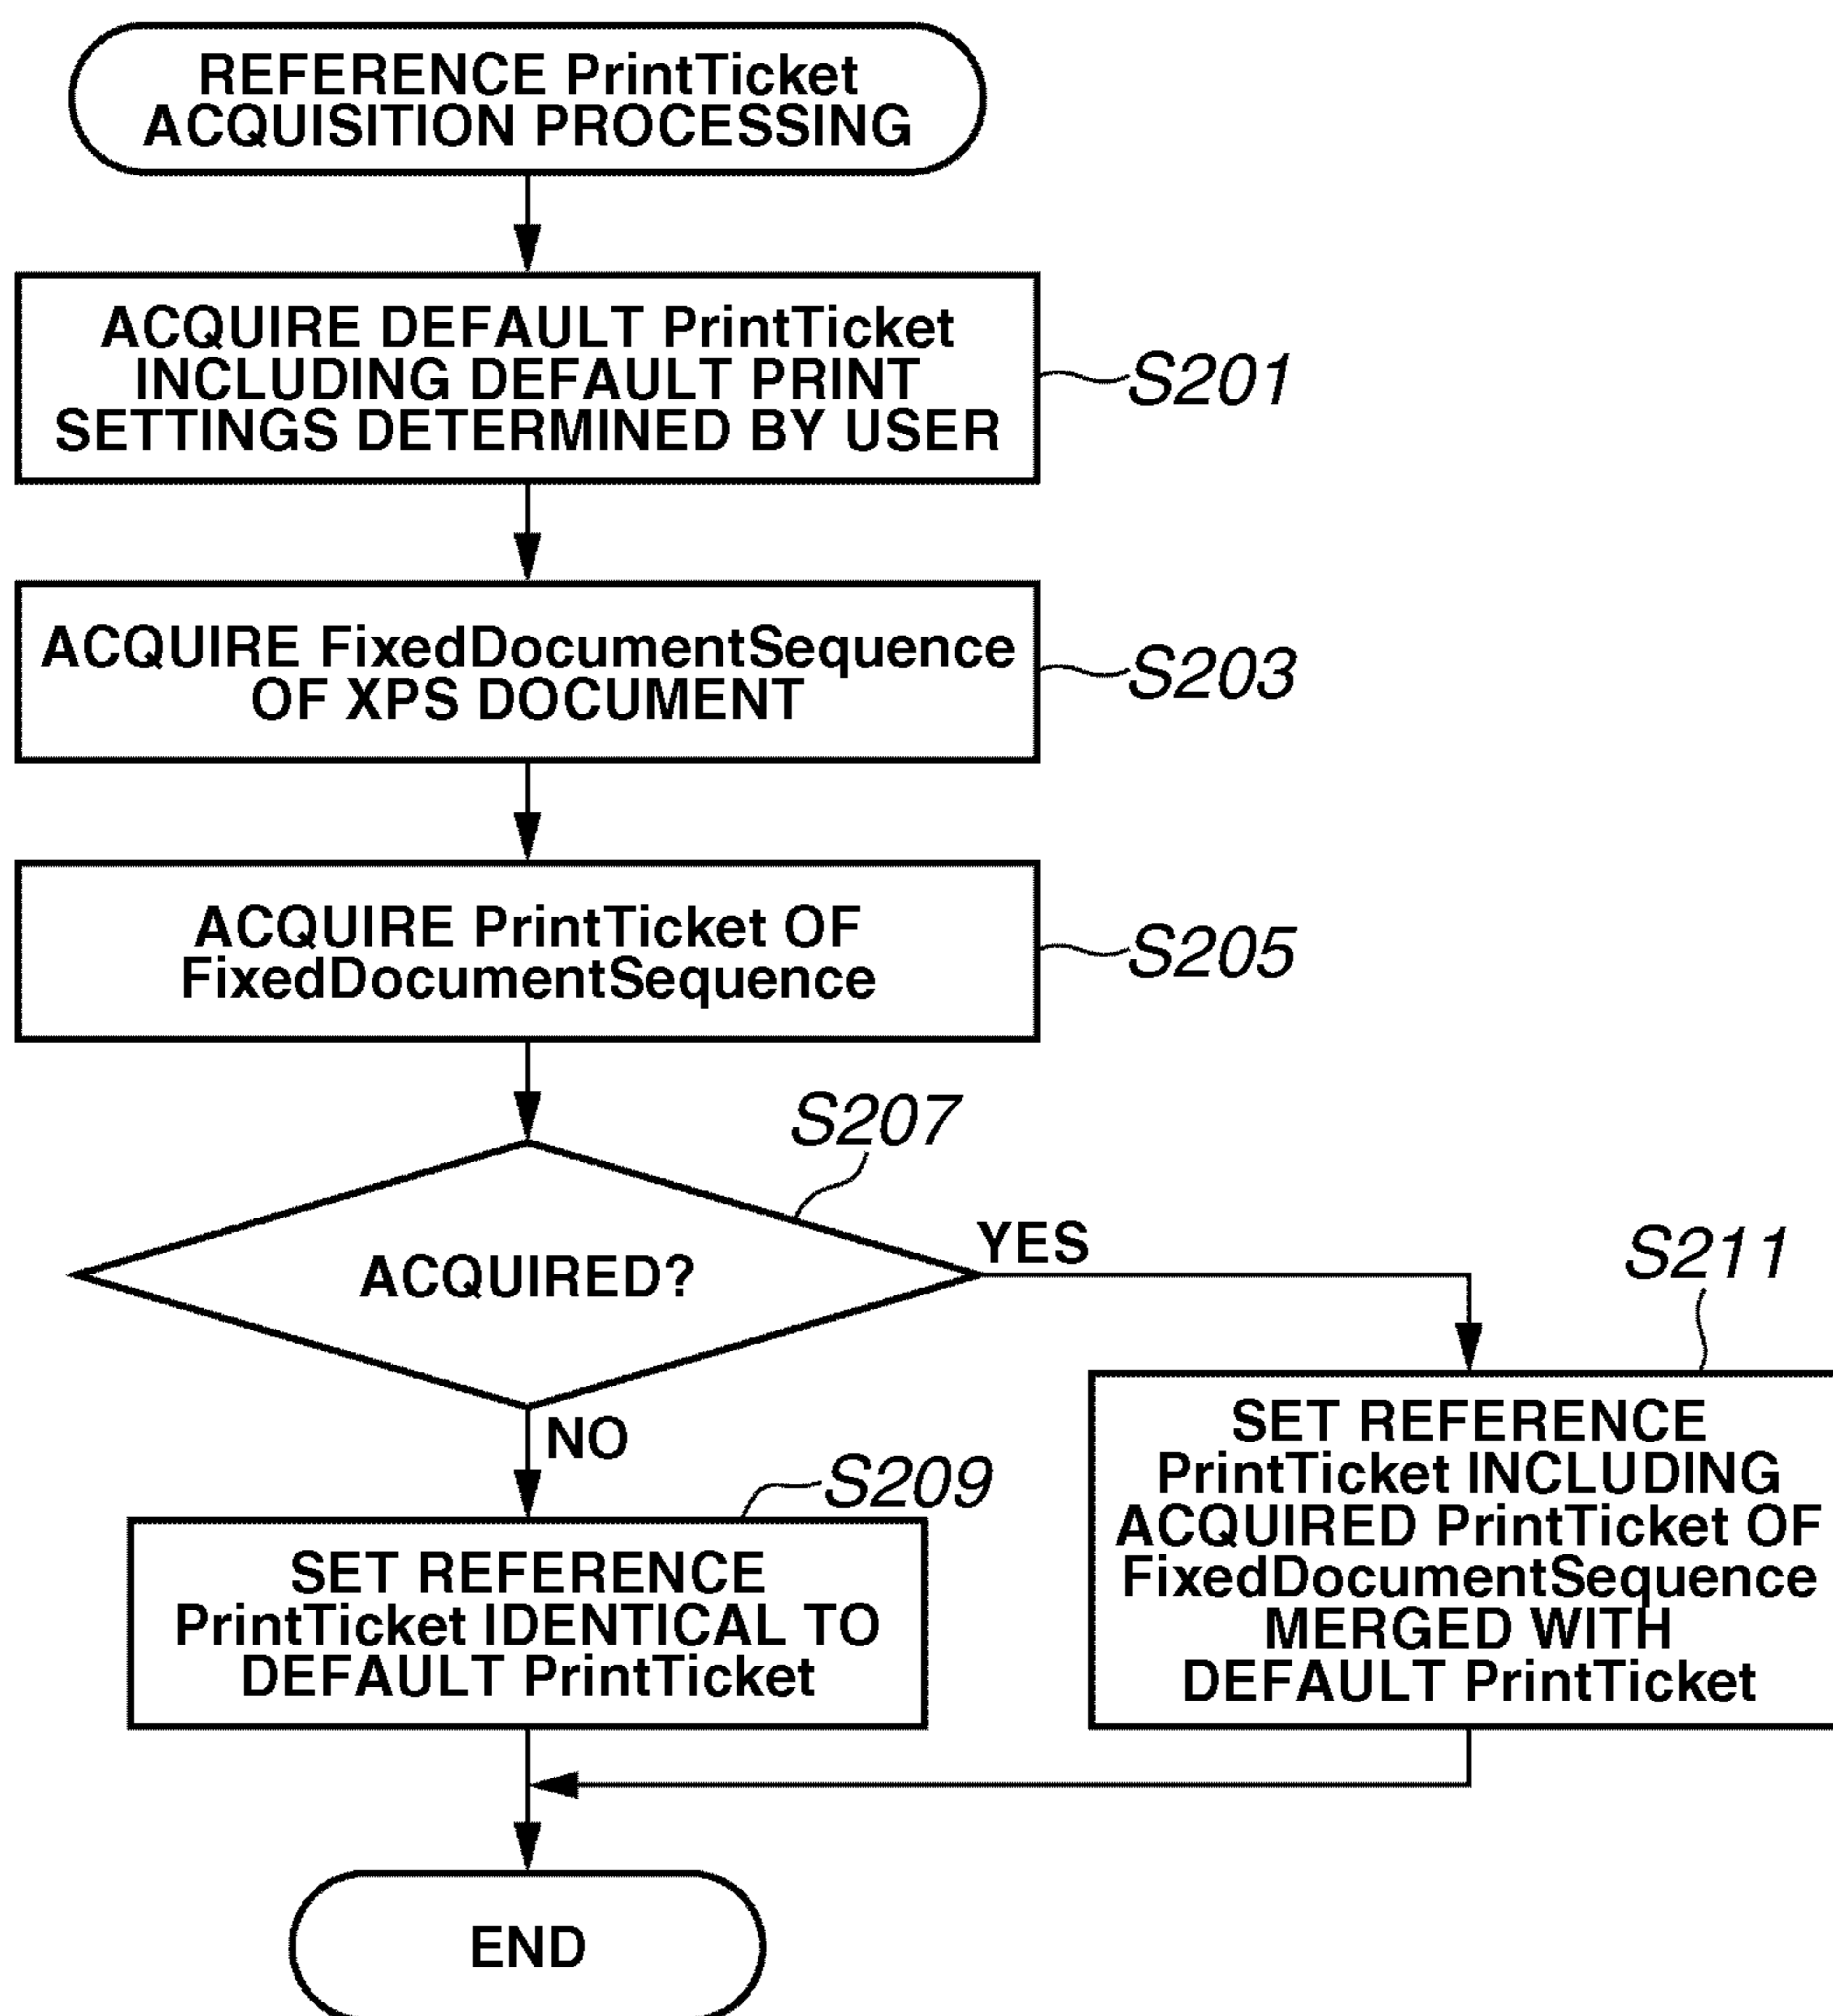 REFERENCE PrintTicket
ACQUISITION PROCESSING
ACQUIRE DEFAULT PrintTicket
INCLUDING DEFAULT PRINT
SETTINGS DETERMINED BY USER
S201
ACQUIRE FixedDocumentSequence
OF XPS DOCUMENT
S203
ACQUIRE PrintTicket OF
FixedDocumentSequence
S205
S207
ACQUIRED?
YES
NO
S211
SET REFERENCE
PrintTicket INCLUDING
ACQUIRED PrintTicket OF
FixedDocumentSequence
MERGED WITH
DEFAULT PrintTicket
S209
SET REFERENCE
PrintTicket IDENTICAL TO
DEFAULT PrintTicket
END